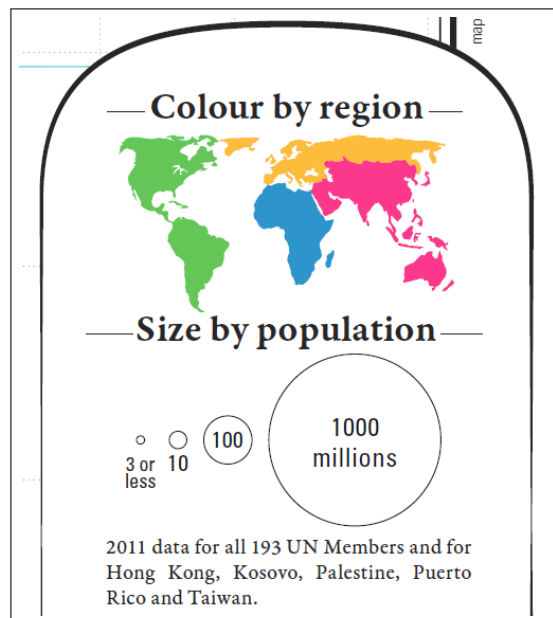 map
Colour by region
Size by population
3 or
less
10
100
1000
millions
2011 data for all 193 UN Members and for
Hong Kong, Kosovo, Palestine, Puerto
Rico and Taiwan.